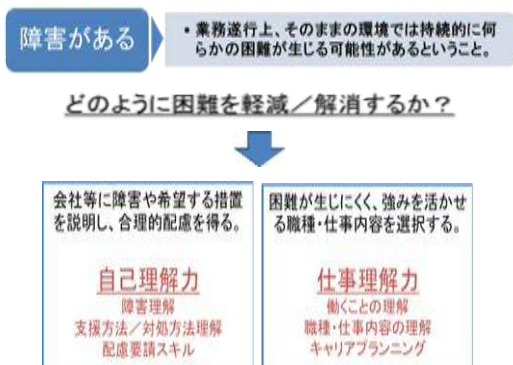 障害がある
• 業務遂行上、そのままの環境では持続的に何
らかの困難が生じる可能性があるということ。
どのように困難を軽減／解消するか？
会社等に障害や希望する措置
を説明し、合理的配慮を得る。
自己理解力
障害理解
支援方法／対処方法理解
配慮要請スキル
困難が生じにくく、強みを活かせ
る職種・仕事内容を選択する。
仕事理解力
働くことの理解
職種・仕事内容の理解
キャリアプランニング